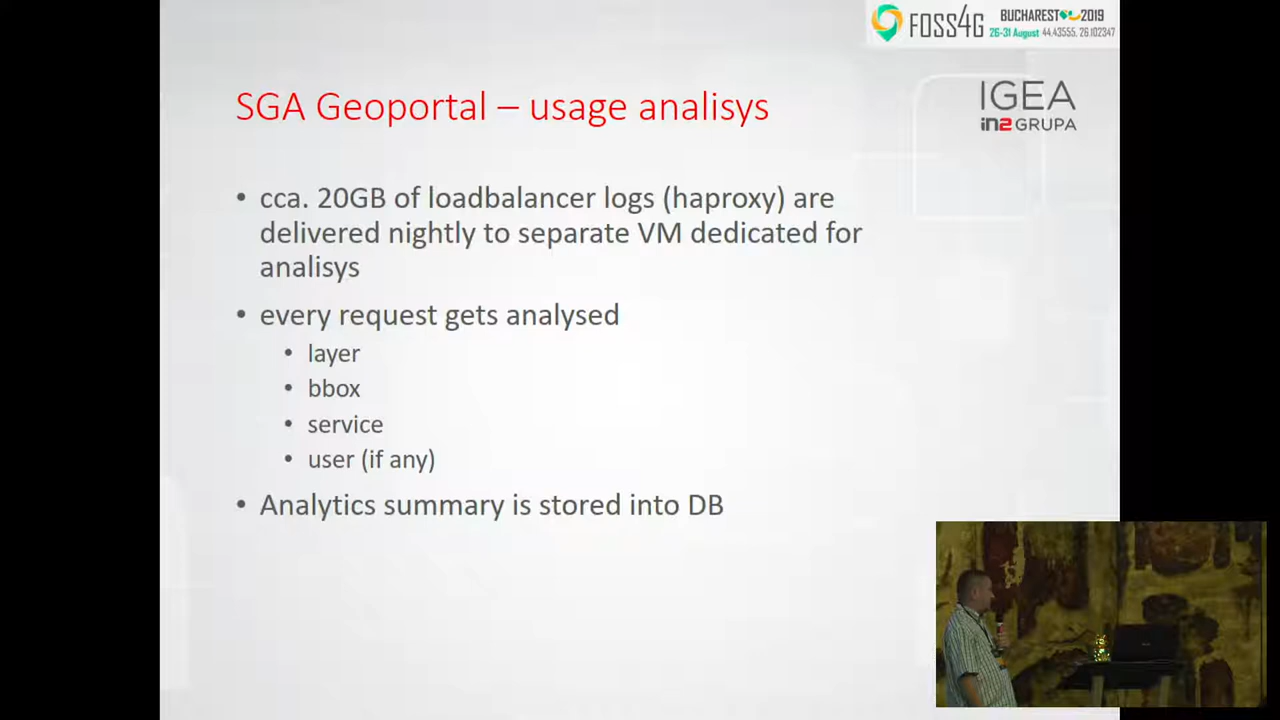 FOSS4G
BUCHAREST 2019
26-31 August 44.43555, 26.102347
SGA Geoportal – usage analisys
IGEA
in2 GRUPA
• cca. 20GB of loadbalancer logs (haproxy) are
delivered nightly to separate VM dedicated for
analisys
• every request gets analysed
• layer
• bbox
• service
• user (if any)
• Analytics summary is stored into DB